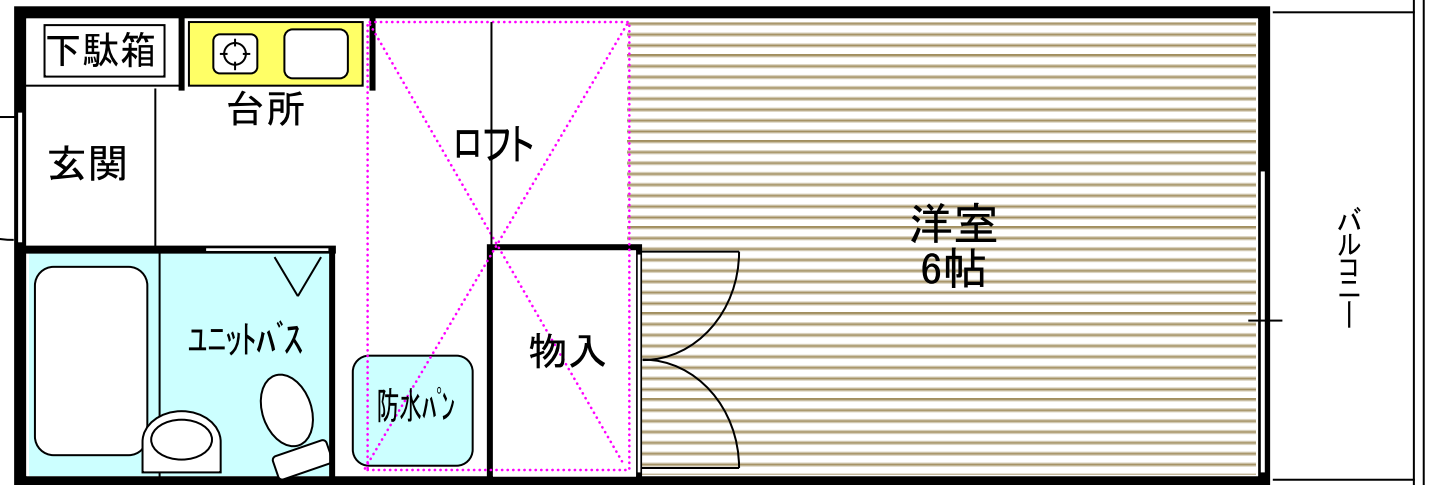 下駄箱
台所
玄関
ロフト
洋室
6帖
バルコニー
ユニットバス
物入
防水パン